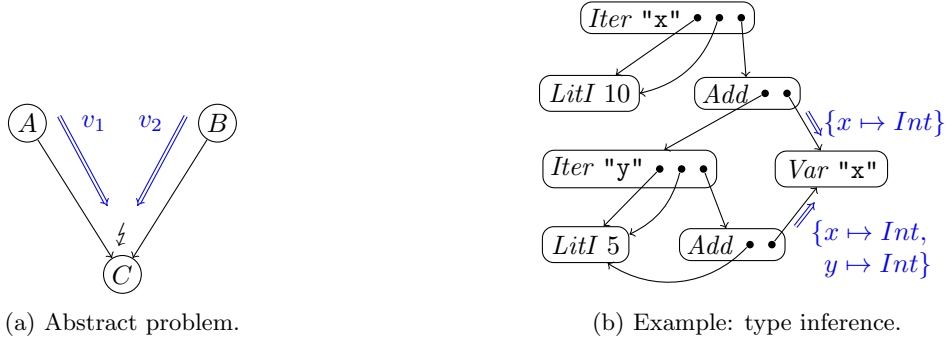 Iter "x"
LitI 10
Add
{x ↦ Int}
A
v₁
v₂
B
Iter "y"
Var "x"
LitI 5
Add
{x ↦ Int,
y ↦ Int}
C
(a) Abstract problem.
(b) Example: type inference.